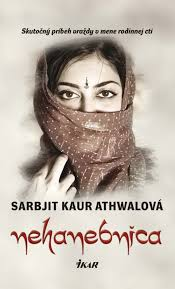 Skutočný príbeh vraždy v mene rodinnej cti
SARBJIT KAUR ATHWALOVÁ
nehanebnica
IKAR